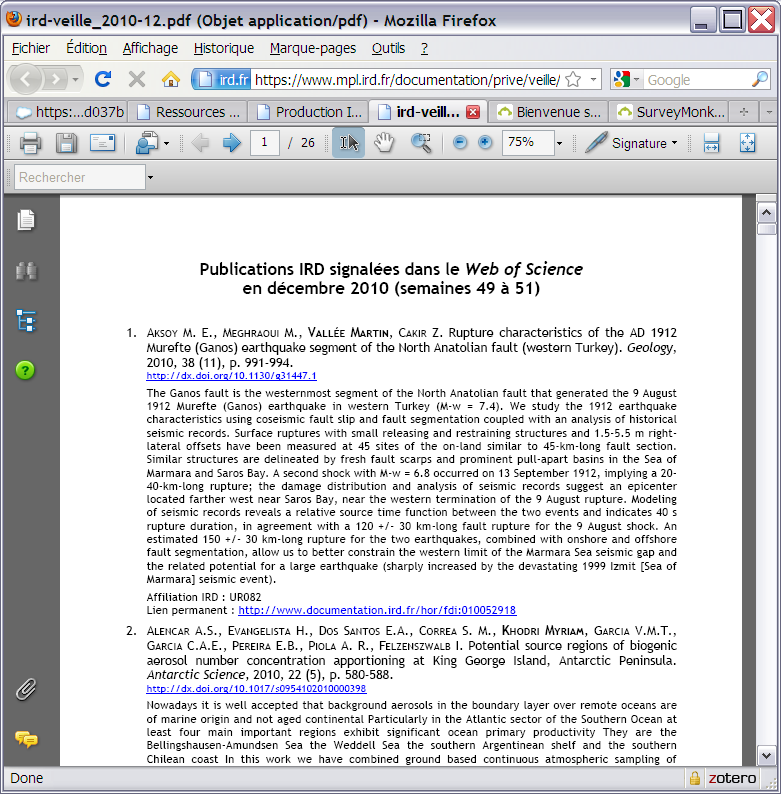 ird-veille_2010-12.pdf (Objet application/pdf) - Mozilla Firefox
Fichier Édition Affichage Historique Marque-pages Outils ?
ird.fr https://www.mpl.ird.fr/documentation/prive/veille/ Google
https:...d037b Ressources ... Production I... ird-veill... Bienvenue s... SurveyMonk...
1 / 26 75% Signature
Rechercher
Publications IRD signalées dans le Web of Science
en décembre 2010 (semaines 49 à 51)
1. AKSOY M. E., MEGHRAOUI M., VALLÉE MARTIN, CAKIR Z. Rupture characteristics of the AD 1912
Murefte (Ganos) earthquake segment of the North Anatolian fault (western Turkey). Geology,
2010, 38 (11), p. 991-994.
http://dx.doi.org/10.1130/g31447.1
The Ganos fault is the westernmost segment of the North Anatolian fault that generated the 9 August
1912 Murefte (Ganos) earthquake in western Turkey (M-w = 7.4). We study the 1912 earthquake
characteristics using coseismic fault slip and fault segmentation coupled with an analysis of historical
seismic records. Surface ruptures with small releasing and restraining structures and 1.5-5.5 m right-
lateral offsets have been measured at 45 sites of the on-land similar to 45-km-long fault section.
Similar structures are delineated by fresh fault scarps and prominent pull-apart basins in the Sea of
Marmara and Saros Bay. A second shock with M-w = 6.8 occurred on 13 September 1912, implying a 20-
40-km-long rupture; the damage distribution and analysis of seismic records suggest an epicenter
located farther west near Saros Bay, near the western termination of the 9 August rupture. Modeling
of seismic records reveals a relative source time function between the two events and indicates 40 s
rupture duration, in agreement with a 120 +/- 30 km-long fault rupture for the 9 August shock. An
estimated 150 +/- 30 km-long rupture for the two earthquakes, combined with onshore and offshore
fault segmentation, allow us to better constrain the western limit of the Marmara Sea seismic gap and
the related potential for a large earthquake (sharply increased by the devastating 1999 Izmit [Sea of
Marmara] seismic event).
Affiliation IRD : UR082
Lien permanent : http://www.documentation.ird.fr/hor/fdi:010052918
2. ALENCAR A.S., EVANGELISTA H., DOS SANTOS E.A., CORREA S. M., KHODRI MYRIAM, GARCIA V.M.T.,
GARCIA C.A.E., PEREIRA E.B., PIOLA A. R., FELZENSZWALB I. Potential source regions of biogenic
aerosol number concentration apportioning at King George Island, Antarctic Peninsula.
Antarctic Science, 2010, 22 (5), p. 580-588.
http://dx.doi.org/10.1017/s0954102010000398
Nowadays it is well accepted that background aerosols in the boundary layer over remote oceans are
of marine origin and not aged continental Particularly in the Atlantic sector of the Southern Ocean at
least four main important regions exhibit significant ocean primary productivity They are the
Bellingshausen-Amundsen Sea the Weddell Sea the southern Argentinean shelf and the southern
Chilean coast In this work we have combined ground based continuous atmospheric sampling of
Done zotero